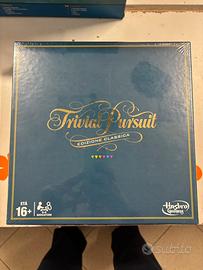 Trivial Pursuit
EDIZIONE CLASSICA
ETÀ
16+
Hasbro
Gaming
subito